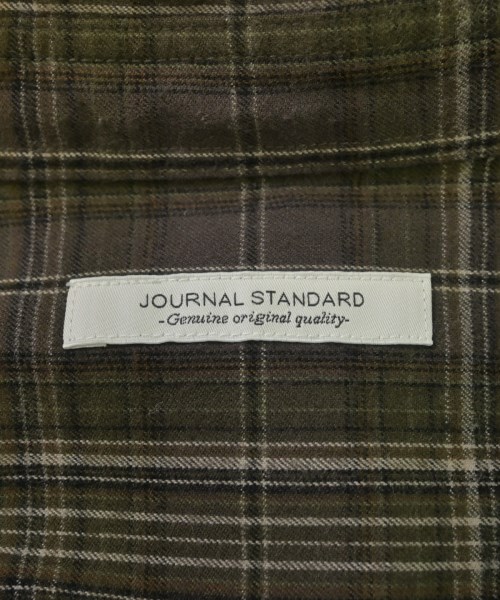 JOURNAL STANDARD
-Genuine original quality-